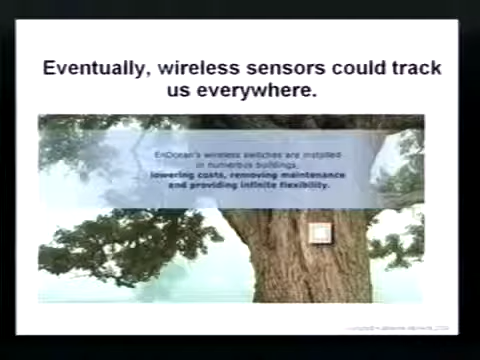 Eventually, wireless sensors could track
us everywhere.
EnOcean's wireless switches are installed
in numerous buildings,
lowering costs, removing maintenance
and providing infinite flexibility.